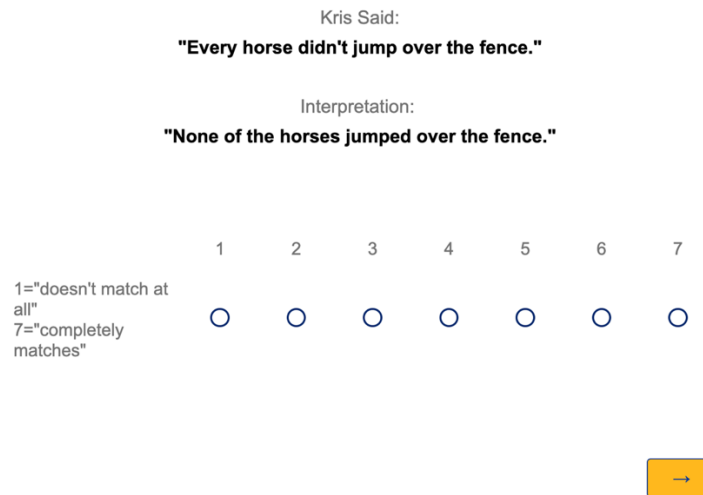 Kris Said:
"Every horse didn't jump over the fence."
Interpretation:
"None of the horses jumped over the fence."
1 2 3 4 5 6 7
1="doesn't match at
all"
7="completely
matches"
→